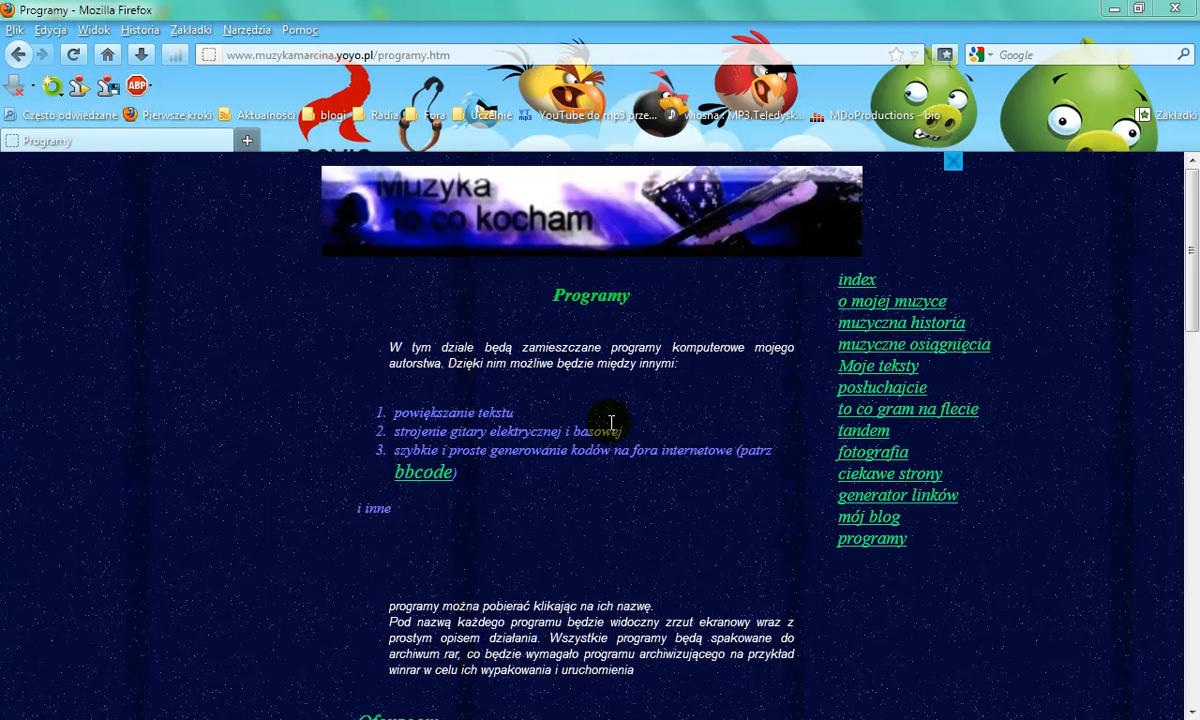 Programy - Mozilla Firefox
Plik Edycja Widok Historia Zakładki Narzędzia Pomoc
www.muzykamarcina.yoyo.pl/programy.htm
Google
ABP
Często odwiedzane Pierwsze kroki Aktualności blogi Radia Fora Uczelnie YouTube do mp3 prze... wiosna : MP3,Teledysk... MDoProductions - bio Zakładki
Programy
Muzyka
to co kocham
Programy
W tym dziale będą zamieszczane programy komputerowe mojego
autorstwa. Dzięki nim możliwe będzie między innymi:
1. powiększanie tekstu
2. strojenie gitary elektrycznej i basowej
3. szybkie i proste generowanie kodów na fora internetowe (patrz
bbcode)
i inne
programy można pobierać klikając na ich nazwę.
Pod nazwą każdego programu będzie widoczny zrzut ekranowy wraz z
prostym opisem działania. Wszystkie programy będą spakowane do
archiwum rar, co będzie wymagało programu archiwizującego na przykład
winrar w celu ich wypakowania i uruchomienia
index
o mojej muzyce
muzyczna historia
muzyczne osiągnięcia
Moje teksty
posłuchajcie
to co gram na flecie
tandem
fotografia
ciekawe strony
generator linków
mój blog
programy